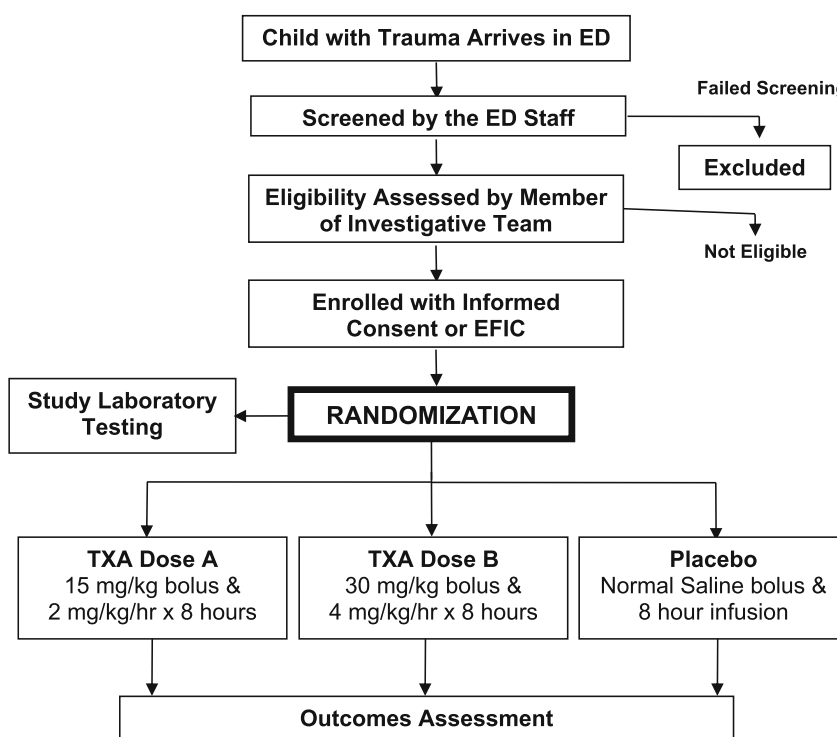 Child with Trauma Arrives in ED
Failed Screening
Screened by the ED Staff
Excluded
Eligibility Assessed by Member
of Investigative Team
Not Eligible
Enrolled with Informed
Consent or EFIC
Study Laboratory
Testing
RANDOMIZATION
TXA Dose A
15 mg/kg bolus &
2 mg/kg/hr x 8 hours
TXA Dose B
30 mg/kg bolus &
4 mg/kg/hr x 8 hours
Placebo
Normal Saline bolus &
8 hour infusion
Outcomes Assessment